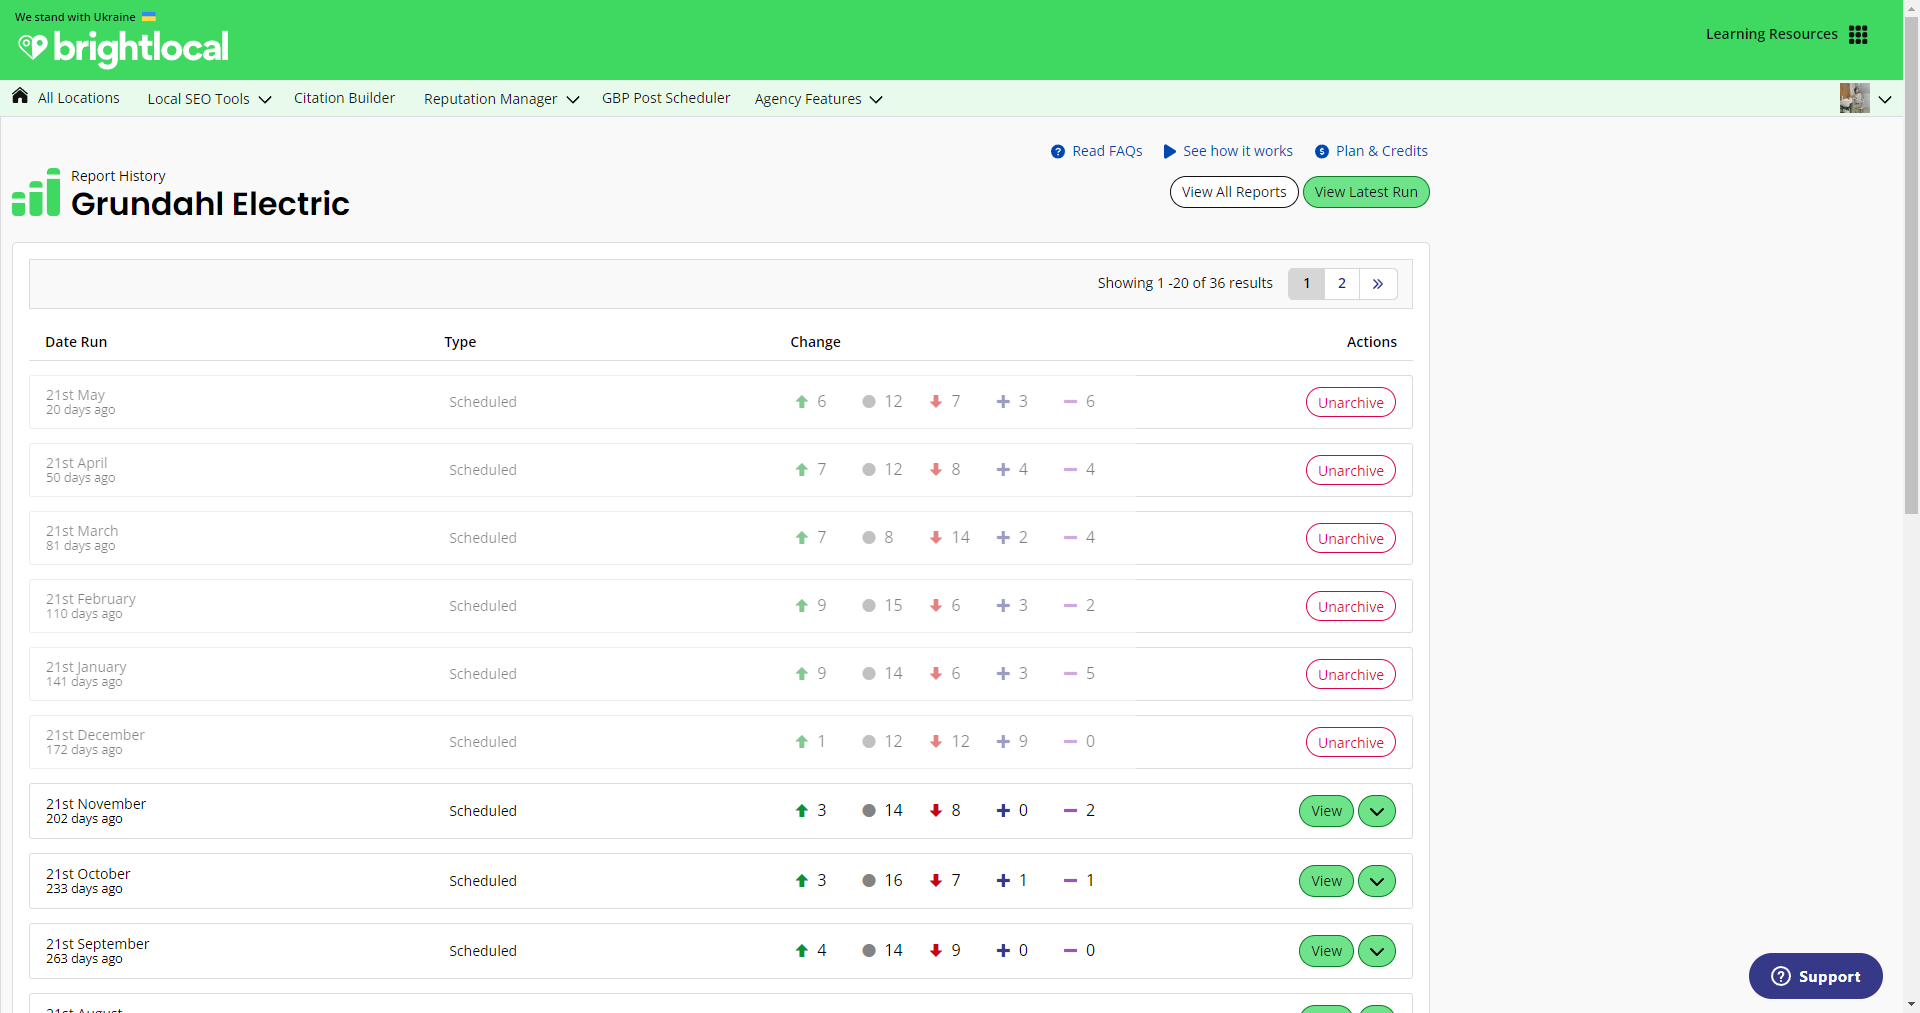 We stand with Ukraine
brightlocal
Learning Resources
All Locations Local SEO Tools Citation Builder Reputation Manager GBP Post Scheduler Agency Features
Read FAQs See how it works Plan & Credits
Report History
Grundahl Electric
View All Reports View Latest Run
Showing 1 -20 of 36 results 1 2 »
Date Run Type Change Actions
21st May
20 days ago
Scheduled 6 12 7 3 6 Unarchive
21st April
50 days ago
Scheduled 7 12 8 4 4 Unarchive
21st March
81 days ago
Scheduled 7 8 14 2 4 Unarchive
21st February
110 days ago
Scheduled 9 15 6 3 2 Unarchive
21st January
141 days ago
Scheduled 9 14 6 3 5 Unarchive
21st December
172 days ago
Scheduled 1 12 12 9 0 Unarchive
21st November
202 days ago
Scheduled 3 14 8 0 2 View
21st October
233 days ago
Scheduled 3 16 7 1 1 View
21st September
263 days ago
Scheduled 4 14 9 0 0 View
21st August
Support